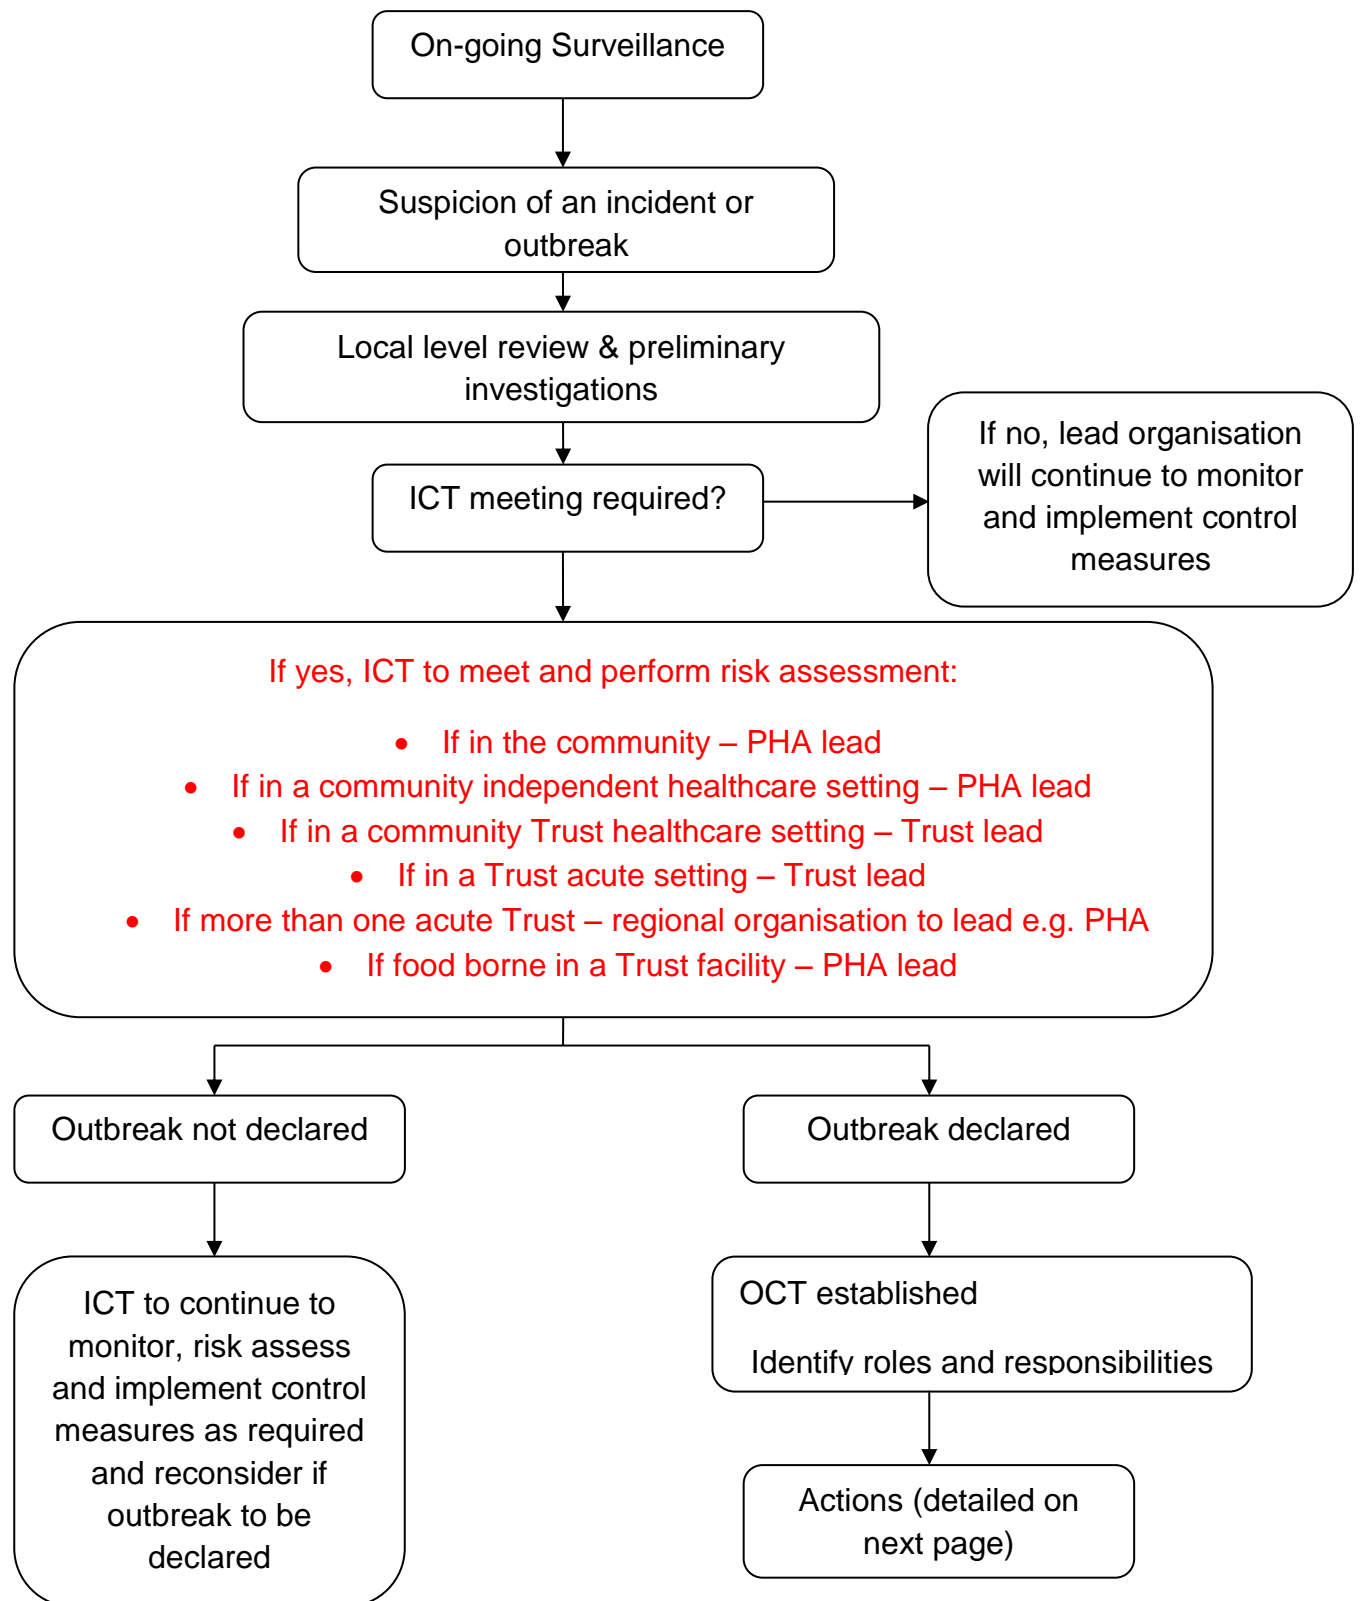 On-going Surveillance
Suspicion of an incident or
outbreak
Local level review & preliminary
investigations
ICT meeting required?
If no, lead organisation
will continue to monitor
and implement control
measures
If yes, ICT to meet and perform risk assessment:
• If in the community – PHA lead
• If in a community independent healthcare setting – PHA lead
• If in a community Trust healthcare setting – Trust lead
• If in a Trust acute setting – Trust lead
• If more than one acute Trust – regional organisation to lead e.g. PHA
• If food borne in a Trust facility – PHA lead
Outbreak not declared
Outbreak declared
ICT to continue to
monitor, risk assess
and implement control
measures as required
and reconsider if
outbreak to be
declared
OCT established
Identify roles and responsibilities
Actions (detailed on
next page)